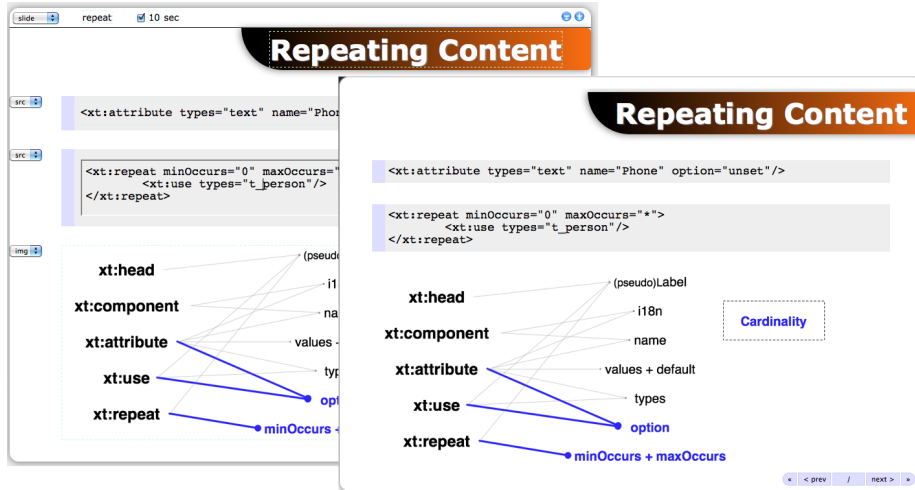 slide repeat 10 sec
Repeating Content
src
<xt:attribute types="text" name="Phon
src
<xt:repeat minOccurs="0" maxOccurs="
<xt:use types="t_person"/>
</xt:repeat>
img
xt:head
(pseudo
xt:component
i1
na
xt:attribute
values -
xt:use
typ
opt
xt:repeat
minOccurs +
Repeating Content
<xt:attribute types="text" name="Phone" option="unset"/>
<xt:repeat minOccurs="0" maxOccurs="*">
<xt:use types="t_person"/>
</xt:repeat>
xt:head
(pseudo)Label
i18n
Cardinality
xt:component
name
xt:attribute
values + default
types
xt:use
option
xt:repeat
minOccurs + maxOccurs
« < prev / next > »